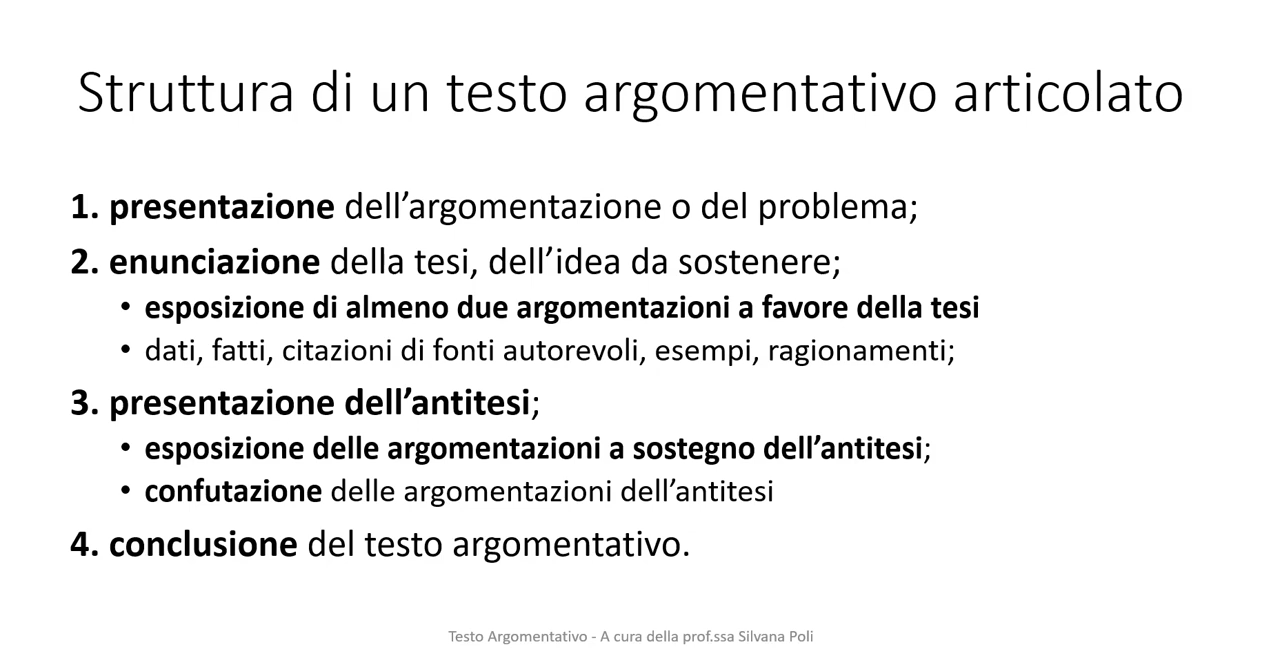 Struttura di un testo argomentativo articolato
1. presentazione dell’argomentazione o del problema;
2. enunciazione della tesi, dell’idea da sostenere;
• esposizione di almeno due argomentazioni a favore della tesi
• dati, fatti, citazioni di fonti autorevoli, esempi, ragionamenti;
3. presentazione dell’antitesi;
• esposizione delle argomentazioni a sostegno dell’antitesi;
• confutazione delle argomentazioni dell’antitesi
4. conclusione del testo argomentativo.
Testo Argomentativo - A cura della prof.ssa Silvana Poli